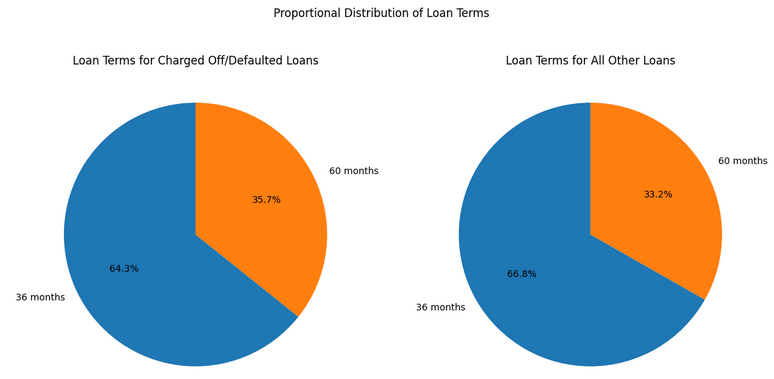 Proportional Distribution of Loan Terms
Loan Terms for Charged Off/Defaulted Loans
60 months
35.7%
64.3%
36 months
Loan Terms for All Other Loans
60 months
33.2%
66.8%
36 months